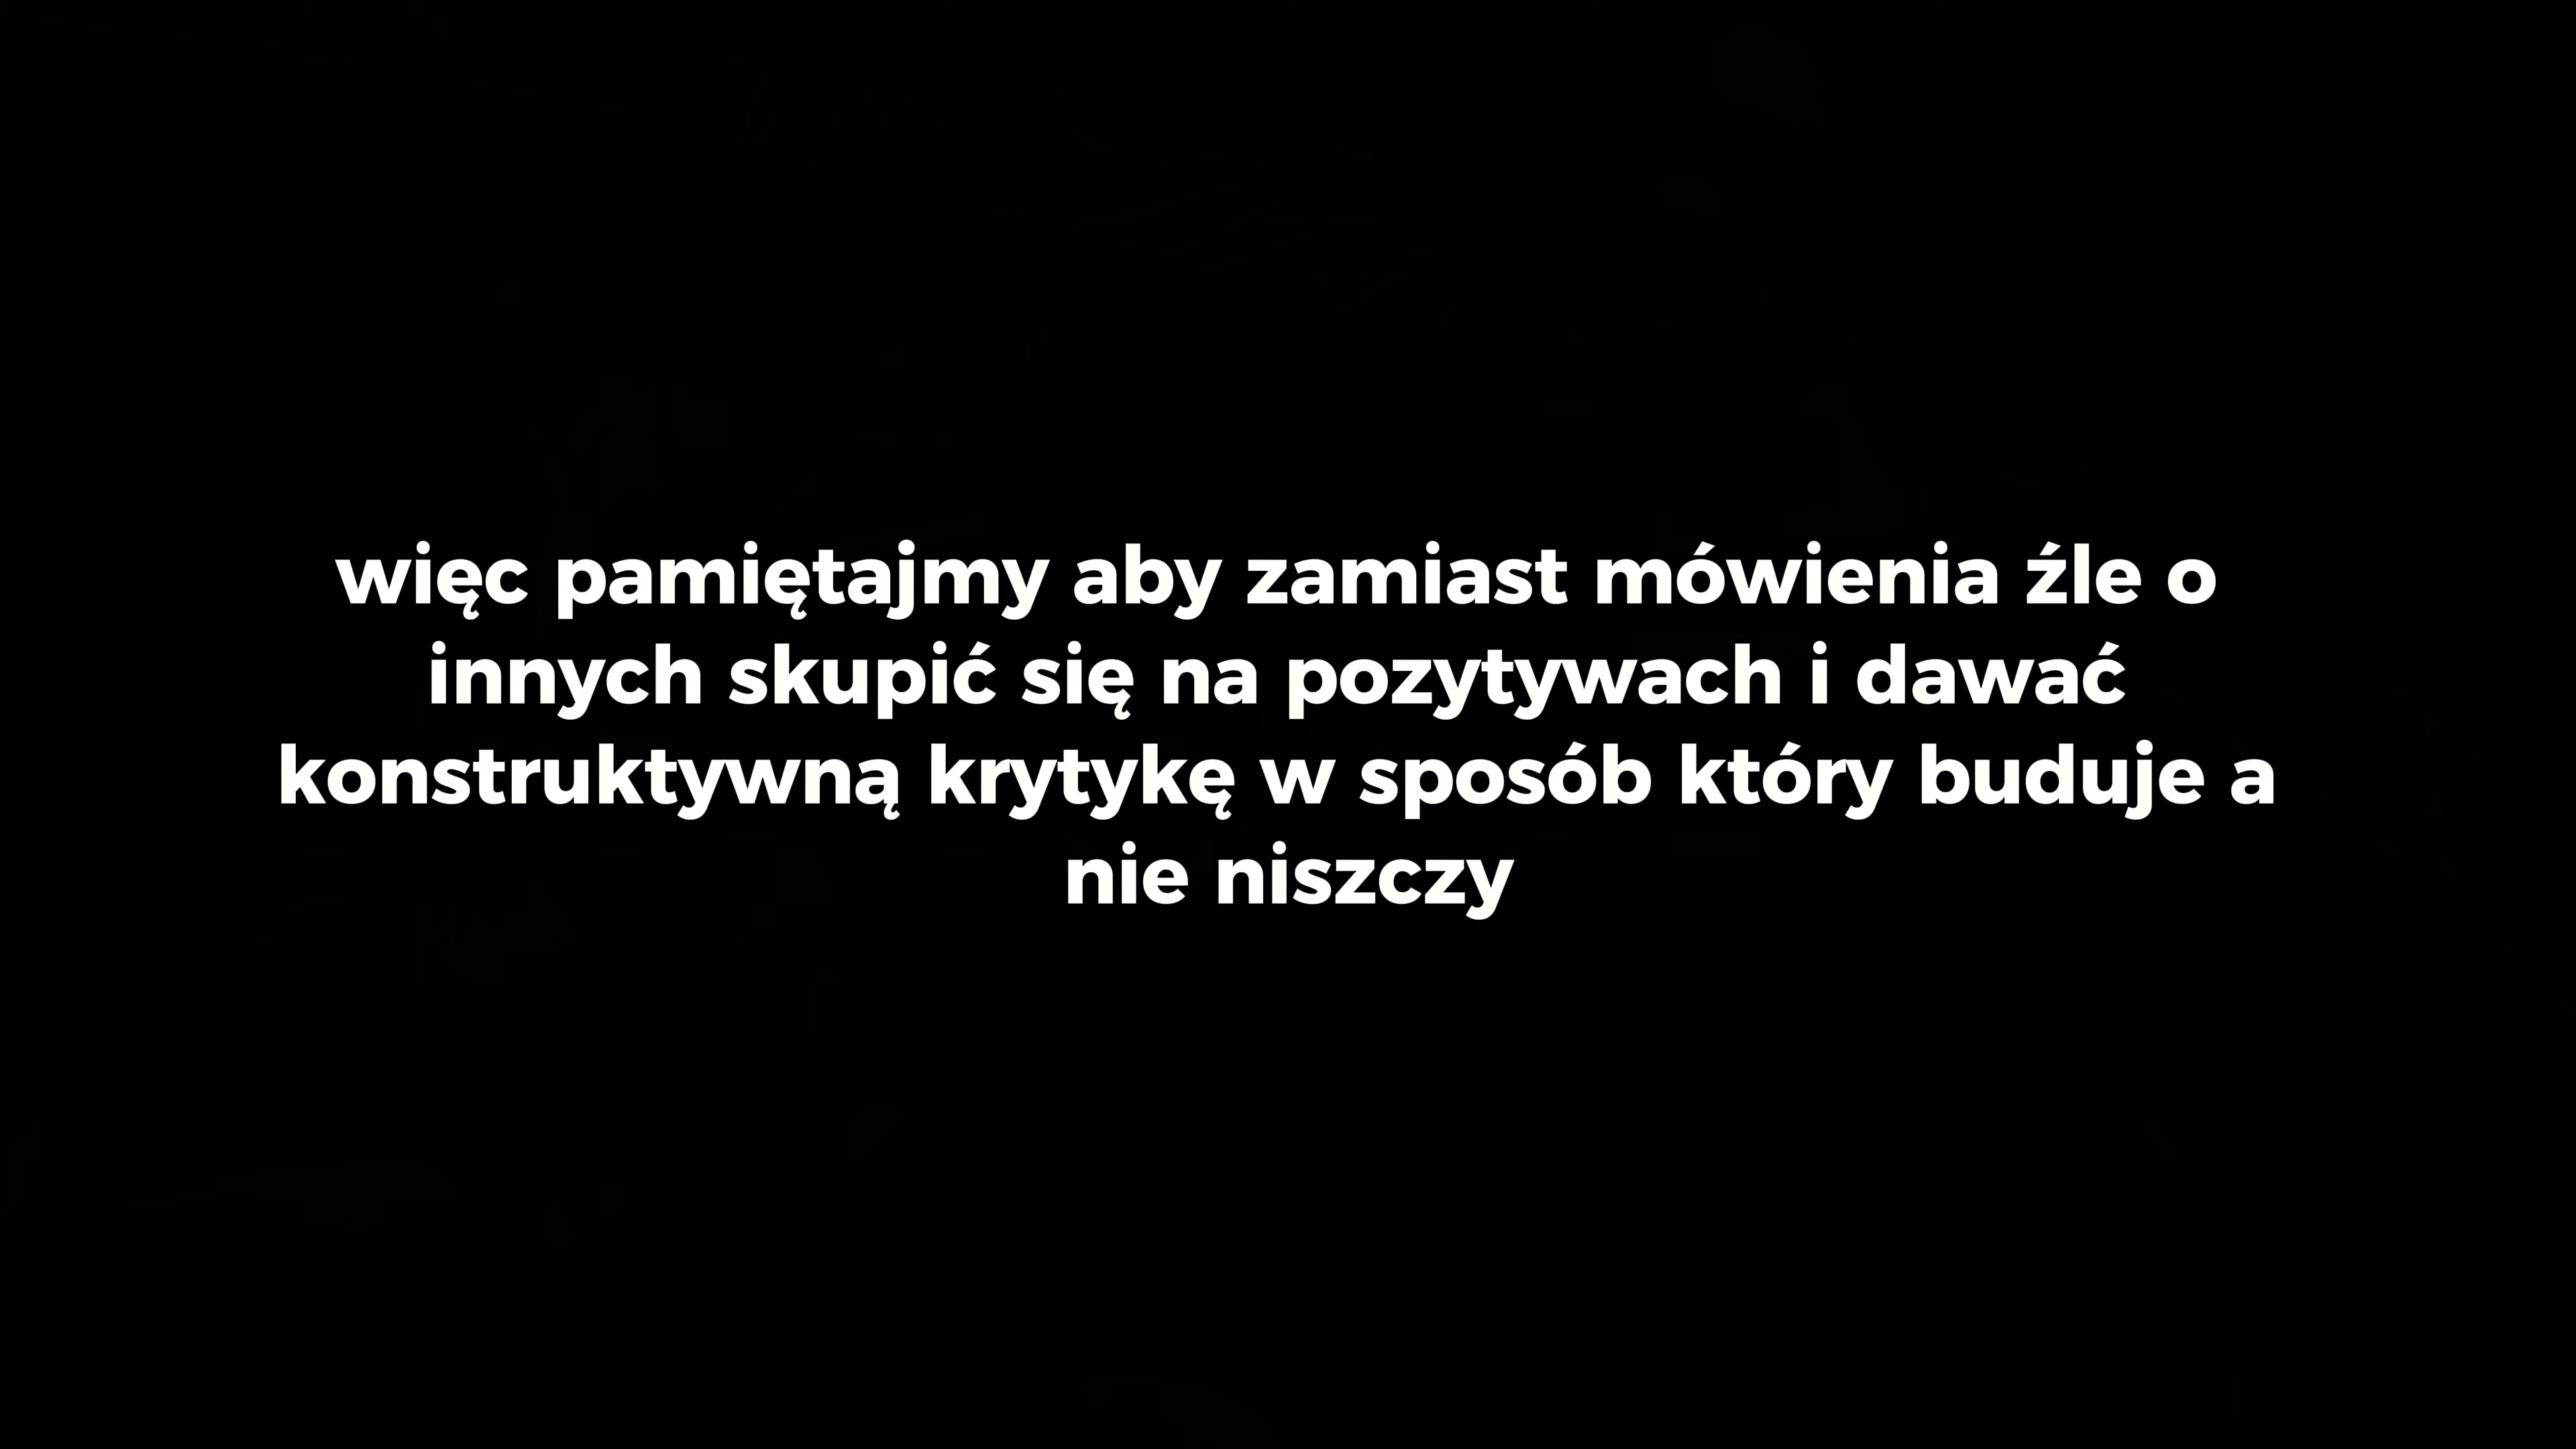 więc pamiętajmy aby zamiast mówienia źle o
innych skupić się na pozytywach i dawać
konstruktywną krytykę w sposób który buduje a
nie niszczy